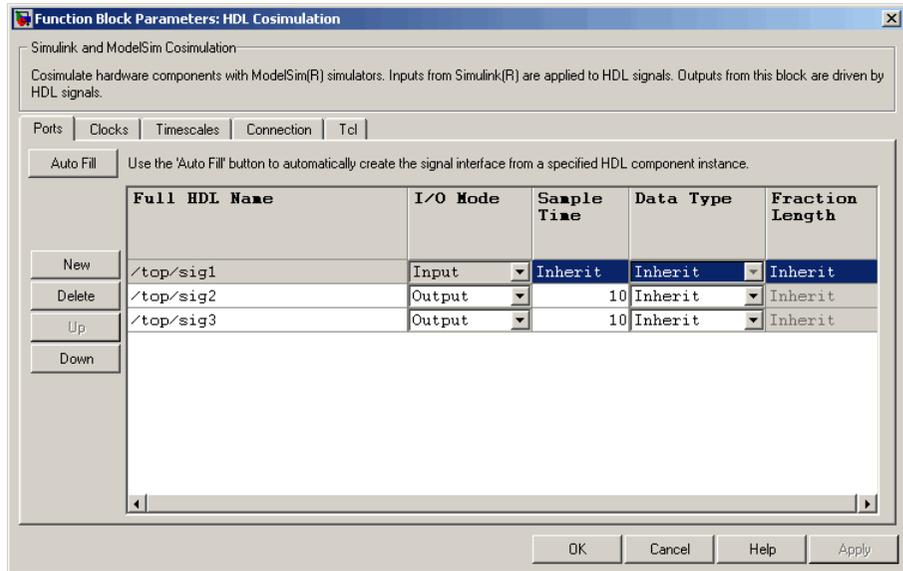 Function Block Parameters: HDL Cosimulation
Simulink and ModelSim Cosimulation
Cosimulate hardware components with ModelSim(R) simulators. Inputs from Simulink(R) are applied to HDL signals. Outputs from this block are driven by
HDL signals.
Ports Clocks Timescales Connection Tcl
Auto Fill Use the 'Auto Fill' button to automatically create the signal interface from a specified HDL component instance.
Full HDL Name I/O Mode Sample Time Data Type Fraction Length
New /top/sig1 Input Inherit Inherit Inherit
Delete /top/sig2 Output 10 Inherit Inherit
Up /top/sig3 Output 10 Inherit Inherit
Down
OK Cancel Help Apply